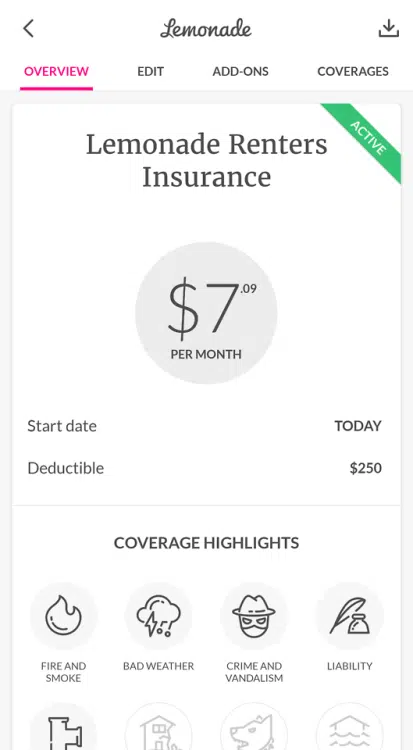 Lemonade
OVERVIEW EDIT ADD-ONS COVERAGES
ACTIVE
Lemonade Renters
Insurance
$7.09
PER MONTH
Start date TODAY
Deductible $250
COVERAGE HIGHLIGHTS
FIRE AND
SMOKE
BAD WEATHER
CRIME AND
VANDALISM
LIABILITY